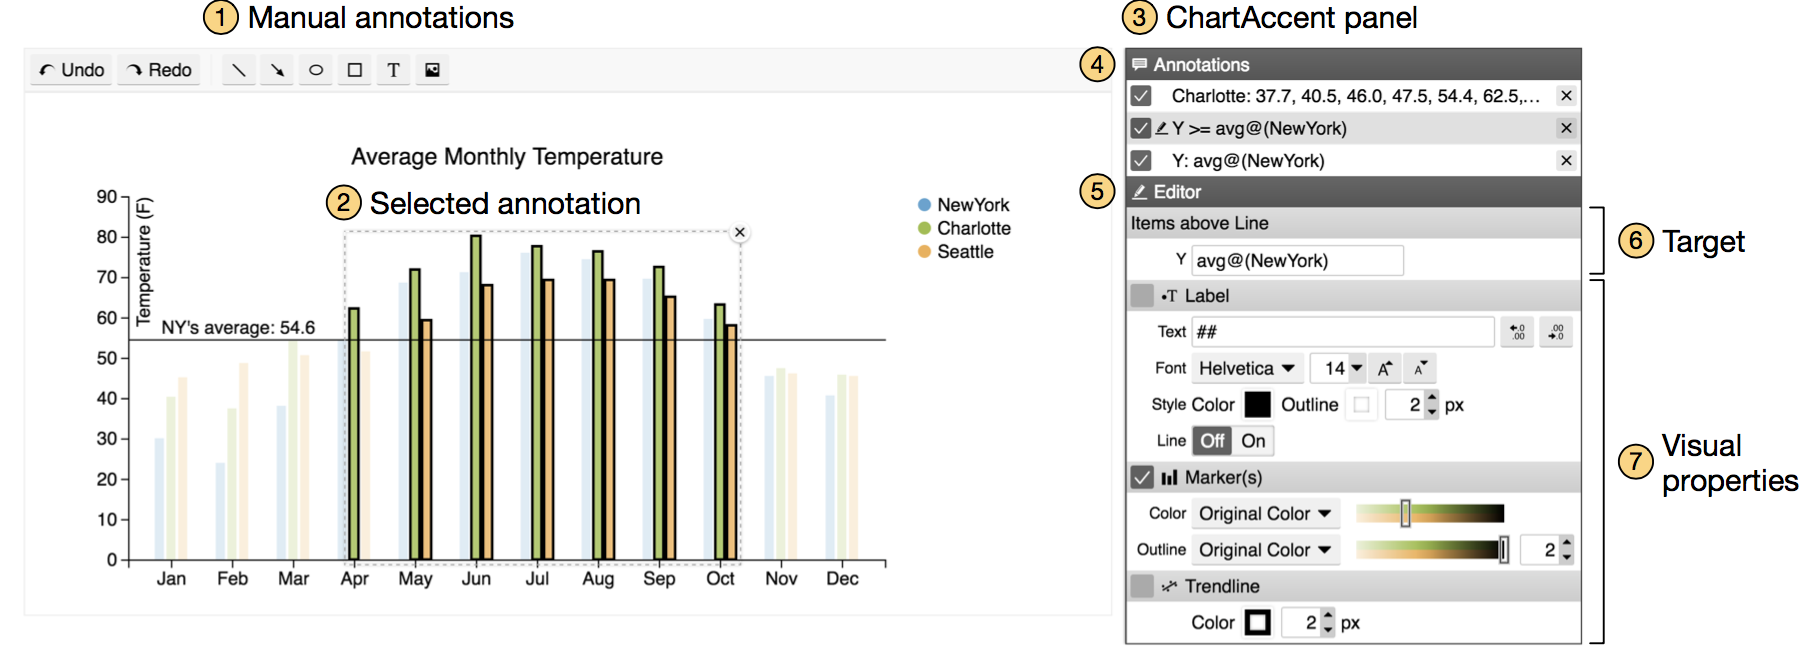 1 Manual annotations
3 ChartAccent panel
Undo Redo T
Average Monthly Temperature
2 Selected annotation
Temperature (F)
90
80
70
60
50
40
30
20
10
0
NY's average: 54.6
Jan Feb Mar Apr May Jun Jul Aug Sep Oct Nov Dec
NewYork
Charlotte
Seattle
4 Annotations
Charlotte: 37.7, 40.5, 46.0, 47.5, 54.4, 62.5,...
Y >= avg@(NewYork)
Y: avg@(NewYork)
5 Editor
Items above Line
Y avg@(NewYork)
6 Target
•T Label
Text ## .0 .00 .00 .0
Font Helvetica 14 A A
Style Color Outline 2 px
Line Off On
7 Visual
properties
Marker(s)
Color Original Color
Outline Original Color 2
Trendline
Color 2 px